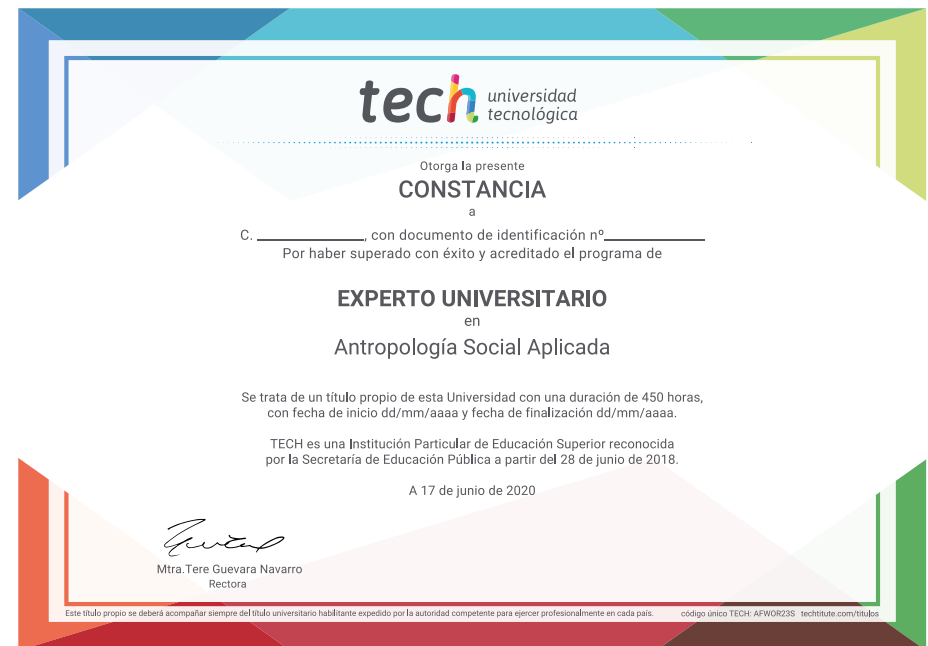 tech universidad
tecnológica
Otorga la presente
CONSTANCIA
a
C. ______________, con documento de identificación nº_____________
Por haber superado con éxito y acreditado el programa de
EXPERTO UNIVERSITARIO
en
Antropología Social Aplicada
Se trata de un título propio de esta Universidad con una duración de 450 horas,
con fecha de inicio dd/mm/aaaa y fecha de finalización dd/mm/aaaa.
TECH es una Institución Particular de Educación Superior reconocida
por la Secretaría de Educación Pública a partir del 28 de junio de 2018.
A 17 de junio de 2020
Mtra.Tere Guevara Navarro
Rectora
Este título propio se deberá acompañar siempre del título universitario habilitante expedido por la autoridad competente para ejercer profesionalmente en cada país. código único TECH: AFWOR23S techtitute.com/títulos